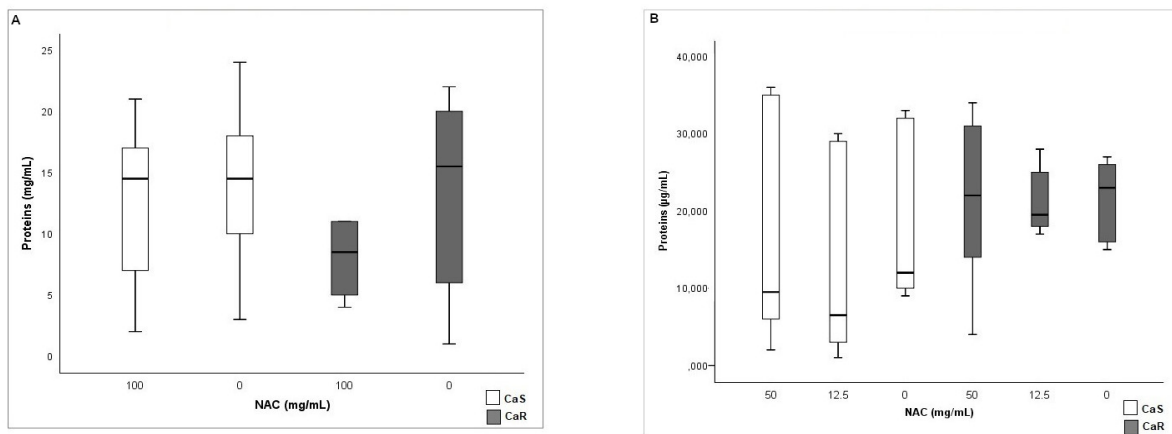 A
25
20
15
10
5
0
Proteins (mg/mL)
100
0
100
0
NAC (mg/mL)
CaS
CaR
B
40,000
30,000
20,000
10,000
,000
Proteins (µg/mL)
50
12.5
0
50
12.5
0
NAC (mg/mL)
CaS
CaR